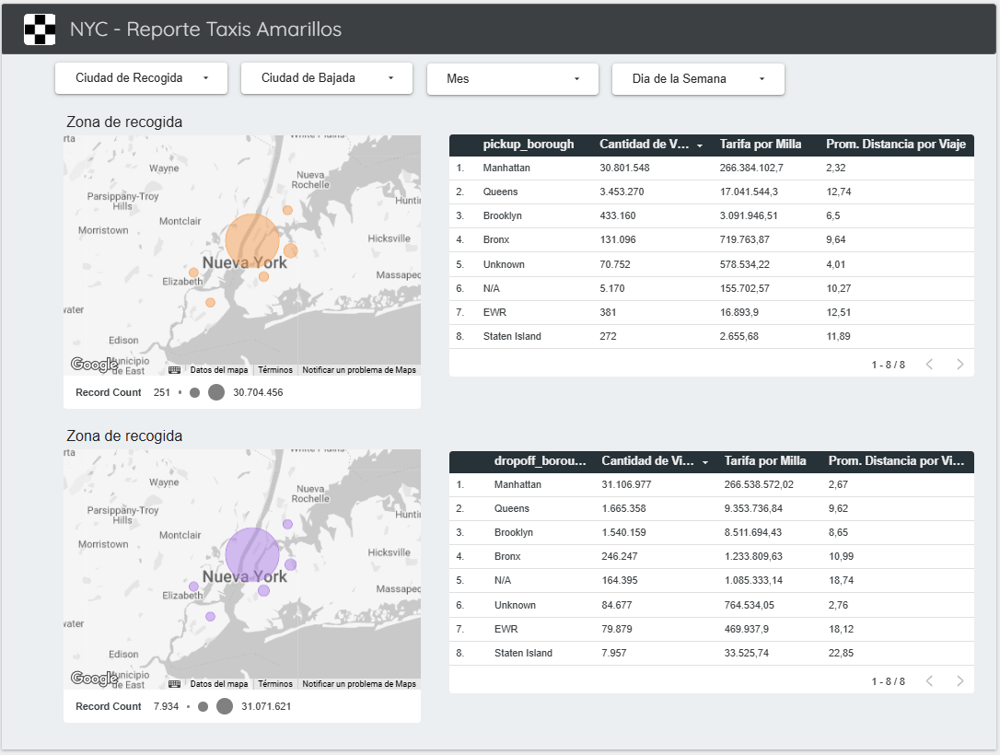 NYC - Reporte Taxis Amarillos
Ciudad de Recogida
Ciudad de Bajada
Mes
Dia de la Semana
Zona de recogida
Wayne
Nueva
Rochelle
Parsippany-Troy
Hills
Montclair
Morristown
Hicksville
Nueva York
Elizabeth
Massapeq
water
Edison
Google
Municipio
de East
Datos del mapa
Términos
Notificar un problema de Maps
Record Count 251 30.704.456
pickup_borough Cantidad de V... Tarifa por Milla Prom. Distancia por Viaje
1. Manhattan 30.801.548 266.384.102,7 2,32
2. Queens 3.453.270 17.041.544,3 12,74
3. Brooklyn 433.160 3.091.946,51 6,5
4. Bronx 131.096 719.763,87 9,64
5. Unknown 70.752 578.534,22 4,01
6. N/A 5.170 155.702,57 10,27
7. EWR 381 16.893,9 12,51
8. Staten Island 272 2.655,68 11,89
1 - 8 / 8
Zona de recogida
Wayne
Nueva
Rochelle
Parsippany-Troy
Hills
Montclair
Morristown
Hicksville
Nueva York
Elizabeth
Massapeq
water
Edison
Google
Municipio
de East
Datos del mapa
Términos
Notificar un problema de Maps
Record Count 7.934 31.071.621
dropoff_borou... Cantidad de Vi... Tarifa por Milla Prom. Distancia por Vi...
1. Manhattan 31.106.977 266.538.572,02 2,67
2. Queens 1.665.358 9.353.736,84 9,62
3. Brooklyn 1.540.159 8.511.694,43 8,65
4. Bronx 246.247 1.233.809,63 10,99
5. N/A 164.395 1.085.333,14 18,74
6. Unknown 84.677 764.534,05 2,76
7. EWR 79.879 469.937,9 18,12
8. Staten Island 7.957 33.525,74 22,85
1 - 8 / 8